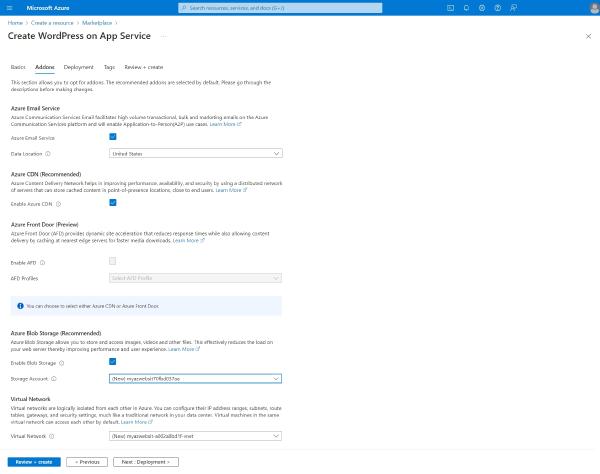 Microsoft Azure
Search resources, services, and docs (G+/)
Home > Create a resource > Marketplace >
Create WordPress on App Service ...
Basics Addons Deployment Tags Review + create
This section allows you to opt for addons. The recommended addons are selected by default. Please go through the
descriptions before making changes.
Azure Email Service
Azure Communication Services Email facilitates high volume transactional, bulk and marketing emails on the Azure
Communication Services platform and will enable Application-to-Person(A2P) use cases. Learn More
Azure Email Service
Data Location
United States
Azure CDN (Recommended)
Azure Content Delivery Network helps in improving performance, availability, and security by using a distributed network
of servers that can store cached content in point-of-presence locations, close to end users. Learn More
Enable Azure CDN
Azure Front Door (Preview)
Azure Front Door (AFD) provides dynamic site acceleration that reduces response times while also allowing content
delivery by caching at nearest edge servers for faster media downloads. Learn More
Enable AFD
AFD Profiles
Select AFD Profile
You can choose to select either Azure CDN or Azure Front Door.
Azure Blob Storage (Recommended)
Azure Blob Storage allows you to store and access images, videos and other files. This effectively reduces the load on
your web server thereby improving performance and user experience. Learn More
Enable Blob Storage
Storage Account
(New)
Virtual Network
Virtual networks are logically isolated from each other in Azure. You can configure their IP address ranges, subnets, route
tables, gateways, and security settings, much like a traditional network in your data center. Virtual machines in the same
virtual network can access each other by default. Learn More
Virtual Network
(New)
Review + create
< Previous
Next : Deployment >